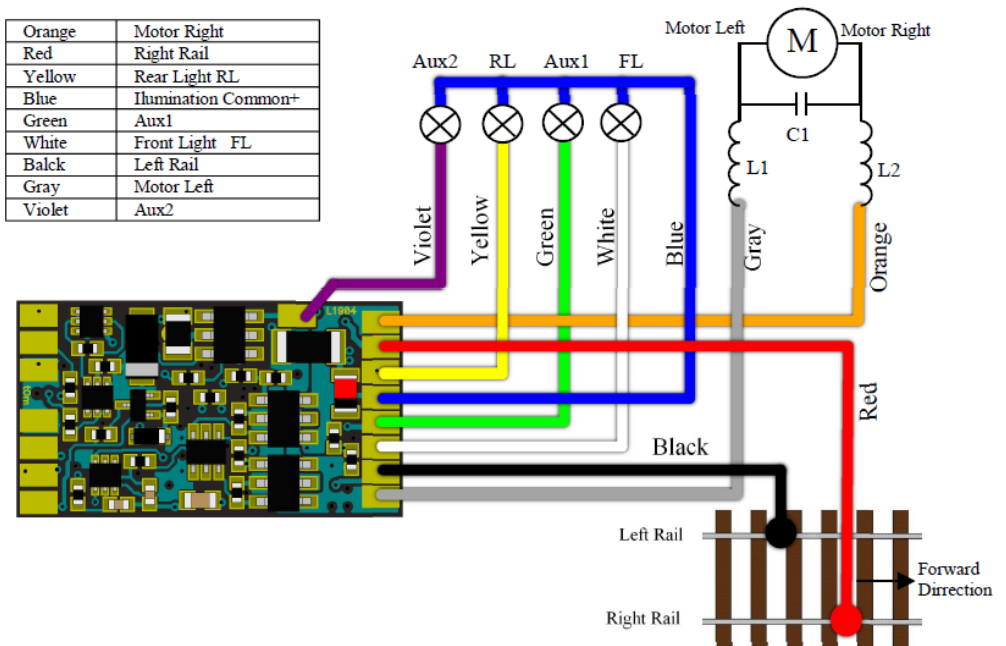 Orange Motor Right
Red Right Rail
Yellow Rear Light RL
Blue Ilumination Common+
Green Aux1
White Front Light FL
Balck Left Rail
Gray Motor Left
Violet Aux2
Motor Left M Motor Right
Aux2 RL Aux1 FL
C1
L1 L2
Violet Yellow Green White Blue Gray Orange
L1904
tOm
Red
Black
Left Rail
Forward
Dirrection
Right Rail